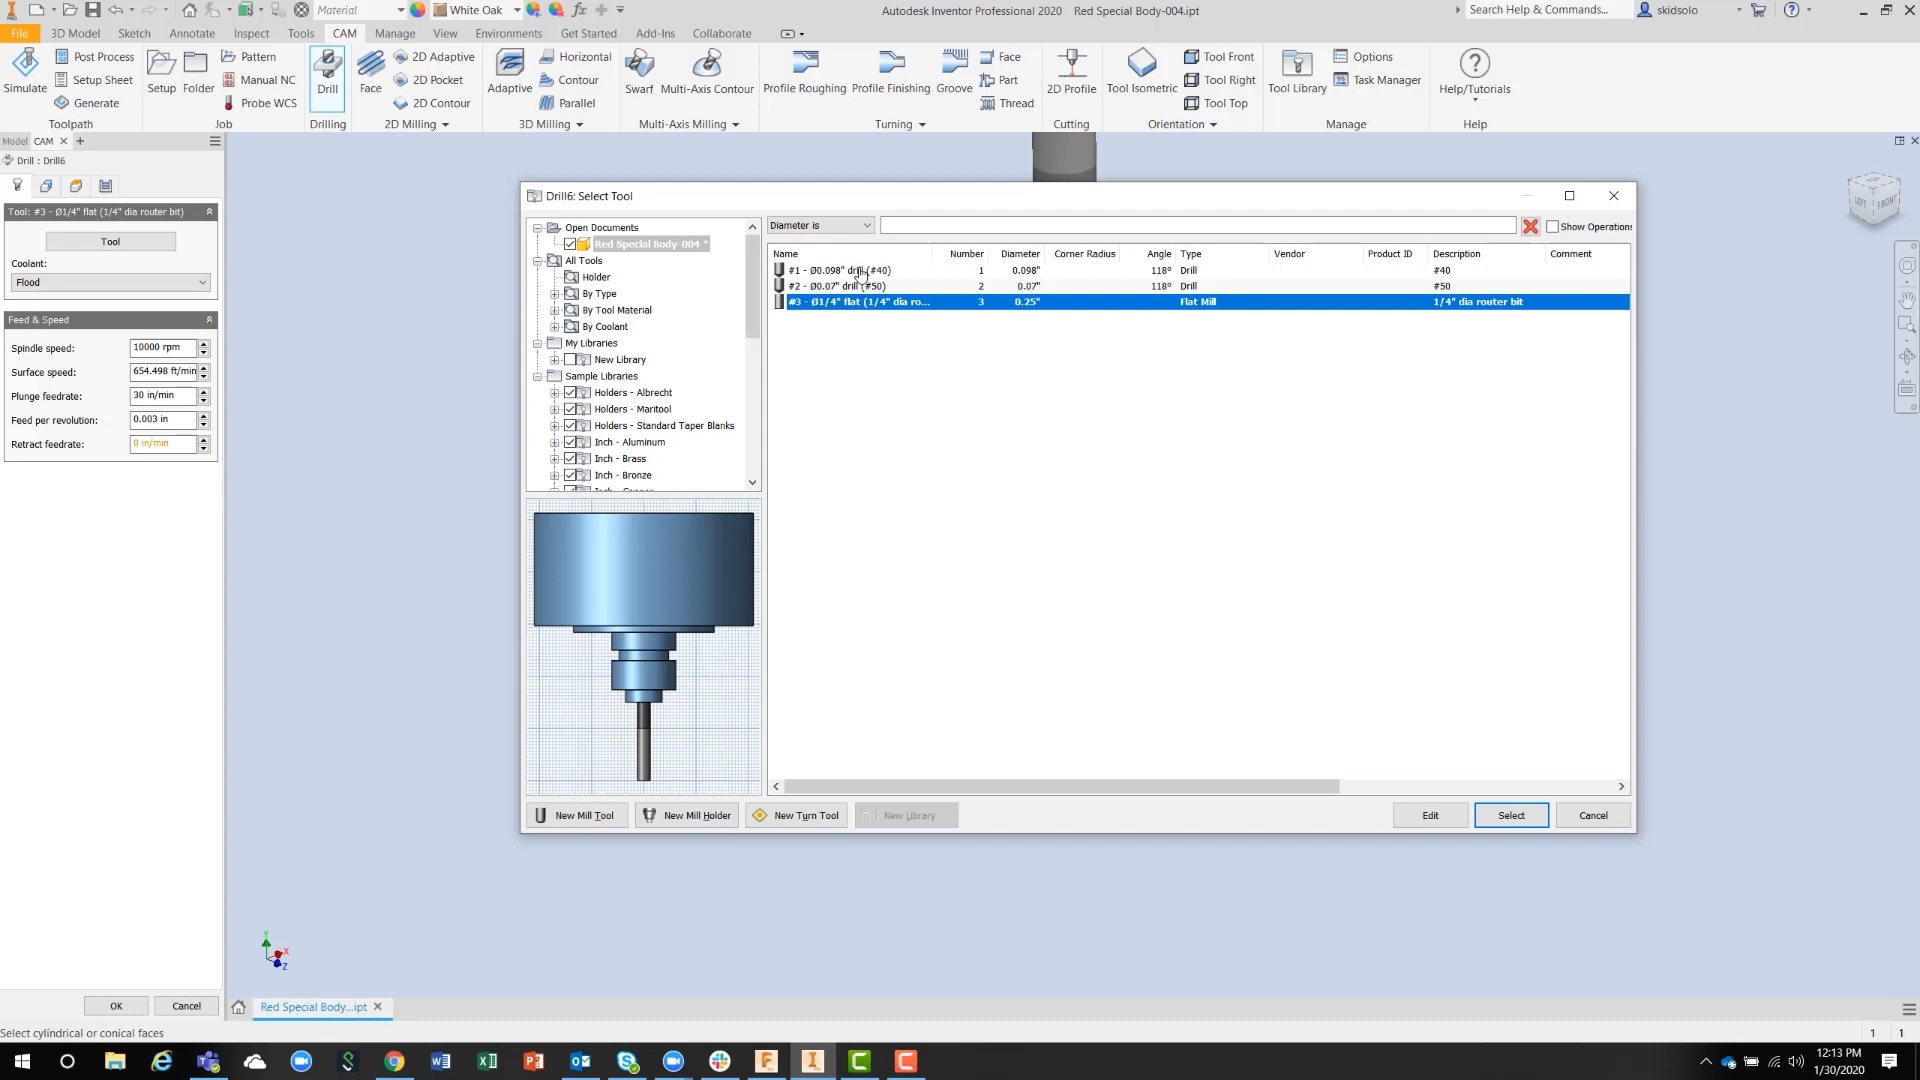 Material
White Oak
Autodesk Inventor Professional 2020 Red Special Body-004.ipt
Search Help & Commands...
skidsolo
File 3D Model Sketch Annotate Inspect Tools CAM Manage View Environments Get Started Add-Ins Collaborate
Simulate
Post Process
Setup Sheet
Generate
Toolpath
Setup
Folder
Pattern
Manual NC
Probe WCS
Job
Drill
Drilling
Face
2D Adaptive
2D Pocket
2D Contour
2D Milling
Adaptive
Horizontal
Contour
Parallel
3D Milling
Swarf
Multi-Axis Contour
Multi-Axis Milling
Profile Roughing
Profile Finishing
Groove
Face
Part
Thread
Turning
2D Profile
Cutting
Tool Isometric
Tool Front
Tool Right
Tool Top
Orientation
Tool Library
Options
Task Manager
Manage
Help/Tutorials
Help
Model CAM
Drill : Drill6
Tool: #3 - Ø1/4" flat (1/4" dia router bit)
Tool
Coolant:
Flood
Feed & Speed
Spindle speed: 10000 rpm
Surface speed: 654.498 ft/min
Plunge feedrate: 30 in/min
Feed per revolution: 0.003 in
Retract feedrate: 0 in/min
OK Cancel
Select cylindrical or conical faces
Drill6: Select Tool
Open Documents
Red Special Body-004 *
All Tools
Holder
By Type
By Tool Material
By Coolant
My Libraries
New Library
Sample Libraries
Holders - Albrecht
Holders - Maritool
Holders - Standard Taper Blanks
Inch - Aluminum
Inch - Brass
Inch - Bronze
Diameter is
Show Operations
Name Number Diameter Corner Radius Angle Type Vendor Product ID Description Comment
#1 - Ø0.098" drill (#40) 1 0.098" 118° Drill #40
#2 - Ø0.07" drill (#50) 2 0.07" 118° Drill #50
#3 - Ø1/4" flat (1/4" dia ro... 3 0.25" Flat Mill 1/4" dia router bit
New Mill Tool
New Mill Holder
New Turn Tool
New Library
Edit
Select
Cancel
LEFT FRONT
Y
X
Z
Red Special Body...ipt
1 1
12:13 PM
1/30/2020